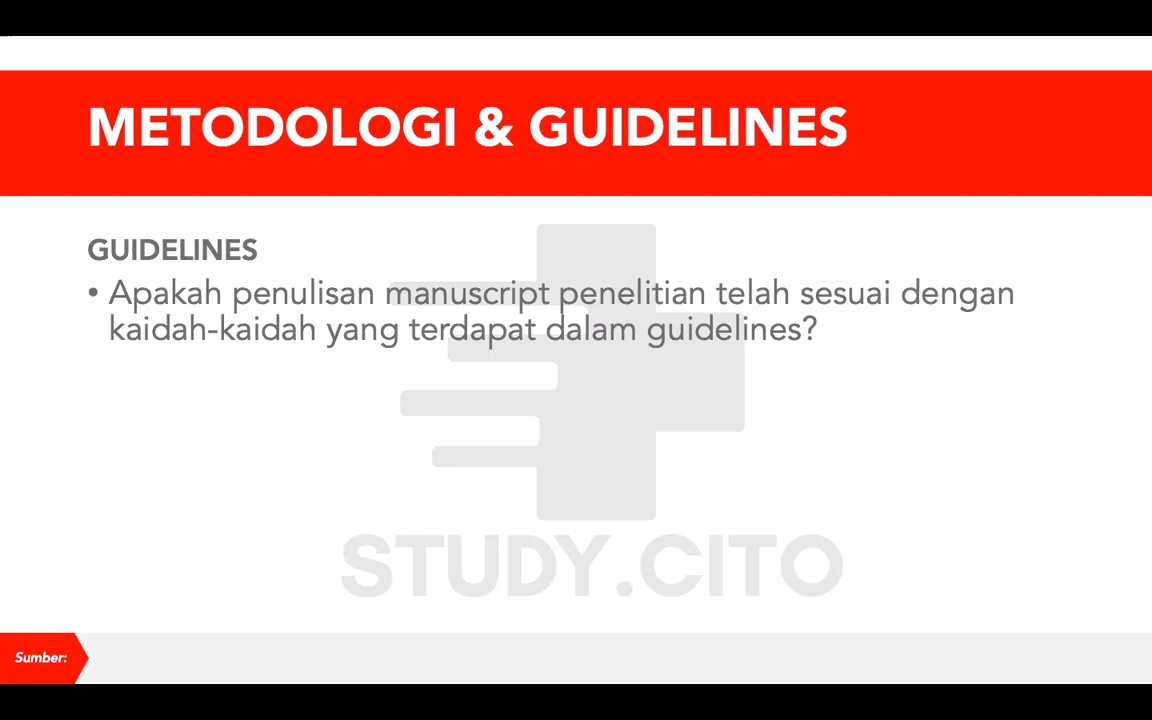 METODOLOGI & GUIDELINES
GUIDELINES
• Apakah penulisan manuscript penelitian telah sesuai dengan
kaidah-kaidah yang terdapat dalam guidelines?
STUDY.CITO
Sumber: